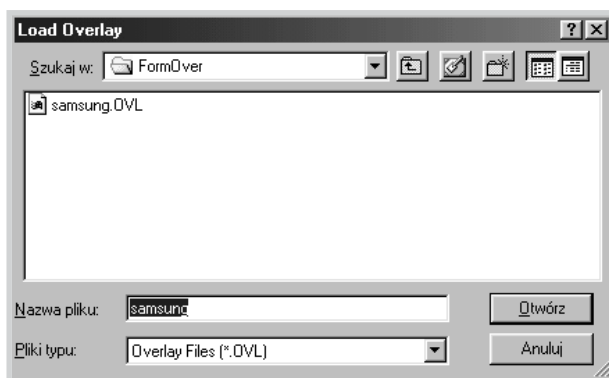 Load Overlay
Szukaj w: FormOver
samsung.OVL
Nazwa pliku: samsung
Pliki typu: Overlay Files (*.OVL)
Otwórz
Anuluj